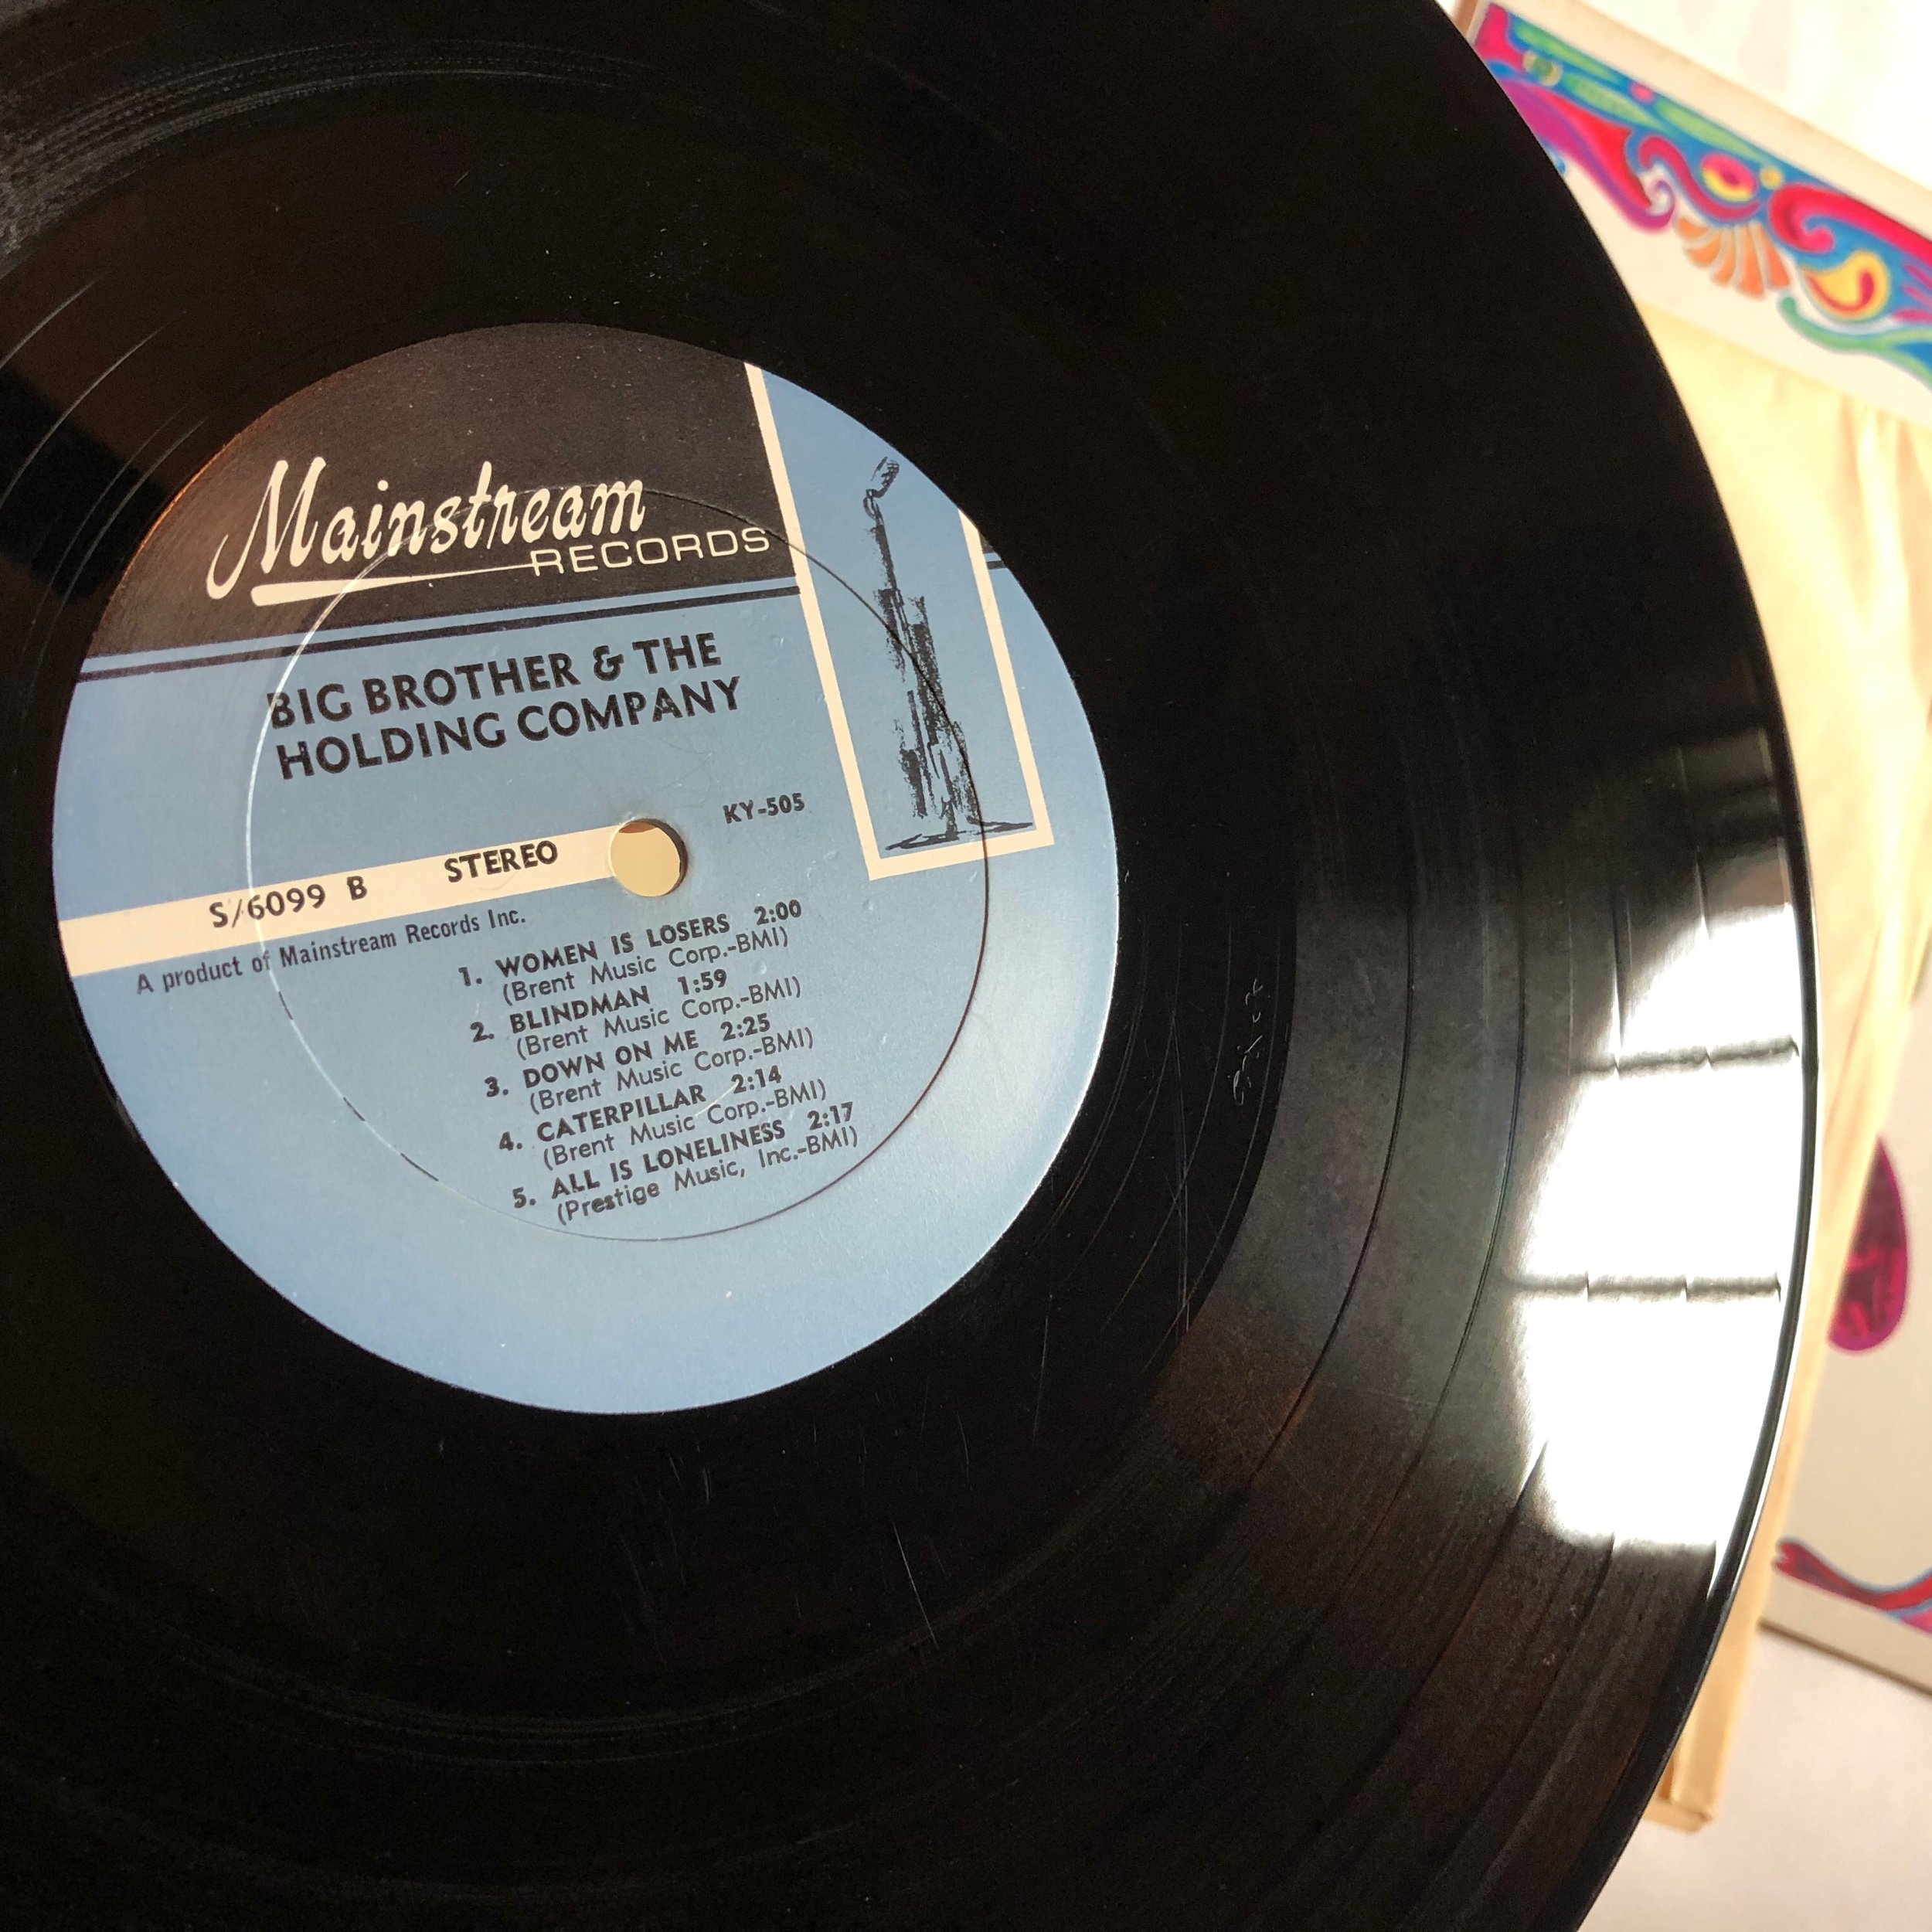 Mainstream
RECORDS
BIG BROTHER & THE
HOLDING COMPANY
KY-505
S/6099 B STEREO
A product of Mainstream Records Inc.
1. WOMEN IS LOSERS 2:00
(Brent Music Corp.-BMI)
2. BLINDMAN 1:59
(Brent Music Corp.-BMI)
3. DOWN ON ME 2:25
(Brent Music Corp.-BMI)
4. CATERPILLAR 2:14
(Brent Music Corp.-BMI)
5. ALL IS LONELINESS 2:17
(Prestige Music, Inc.-BMI)